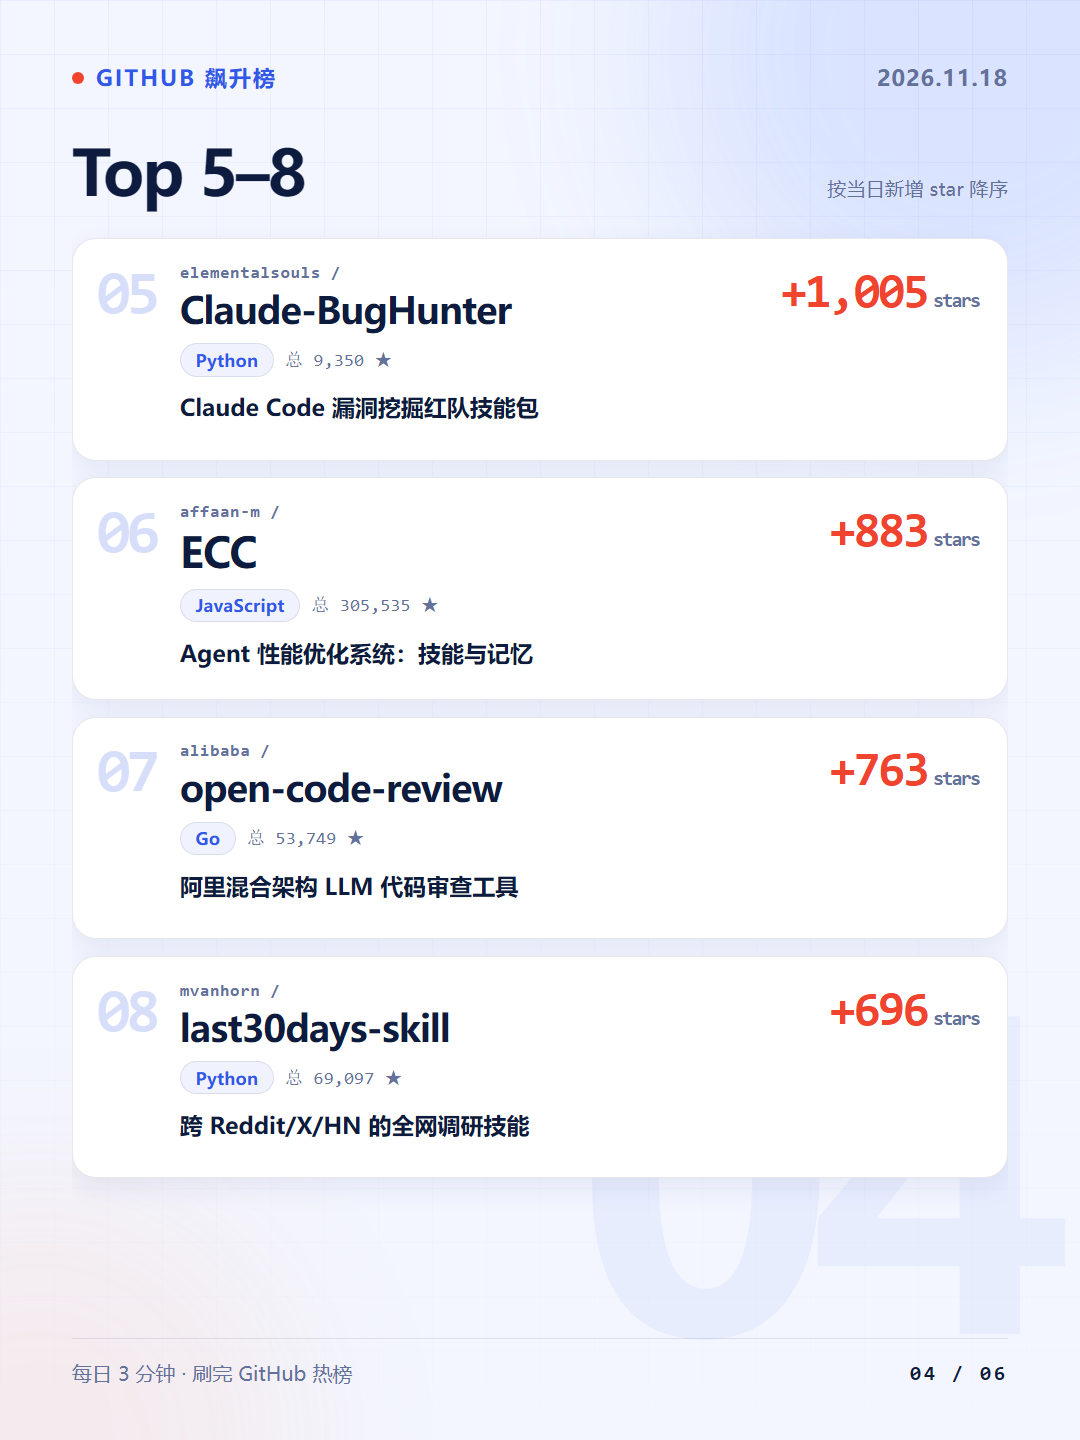 GITHUB 飙升榜
2026.11.18
Top 5–8
按当日新增 star 降序
05
elementalsouls /
Claude-BugHunter
+1,005 stars
Python 总 9,350 ★
Claude Code 漏洞挖掘红队技能包
06
affaan-m /
ECC
+883 stars
JavaScript 总 305,535 ★
Agent 性能优化系统：技能与记忆
07
alibaba /
open-code-review
+763 stars
Go 总 53,749 ★
阿里混合架构 LLM 代码审查工具
08
mvanhorn /
last30days-skill
+696 stars
Python 总 69,097 ★
跨 Reddit/X/HN 的全网调研技能
04
每日 3 分钟 · 刷完 GitHub 热榜
04 / 06